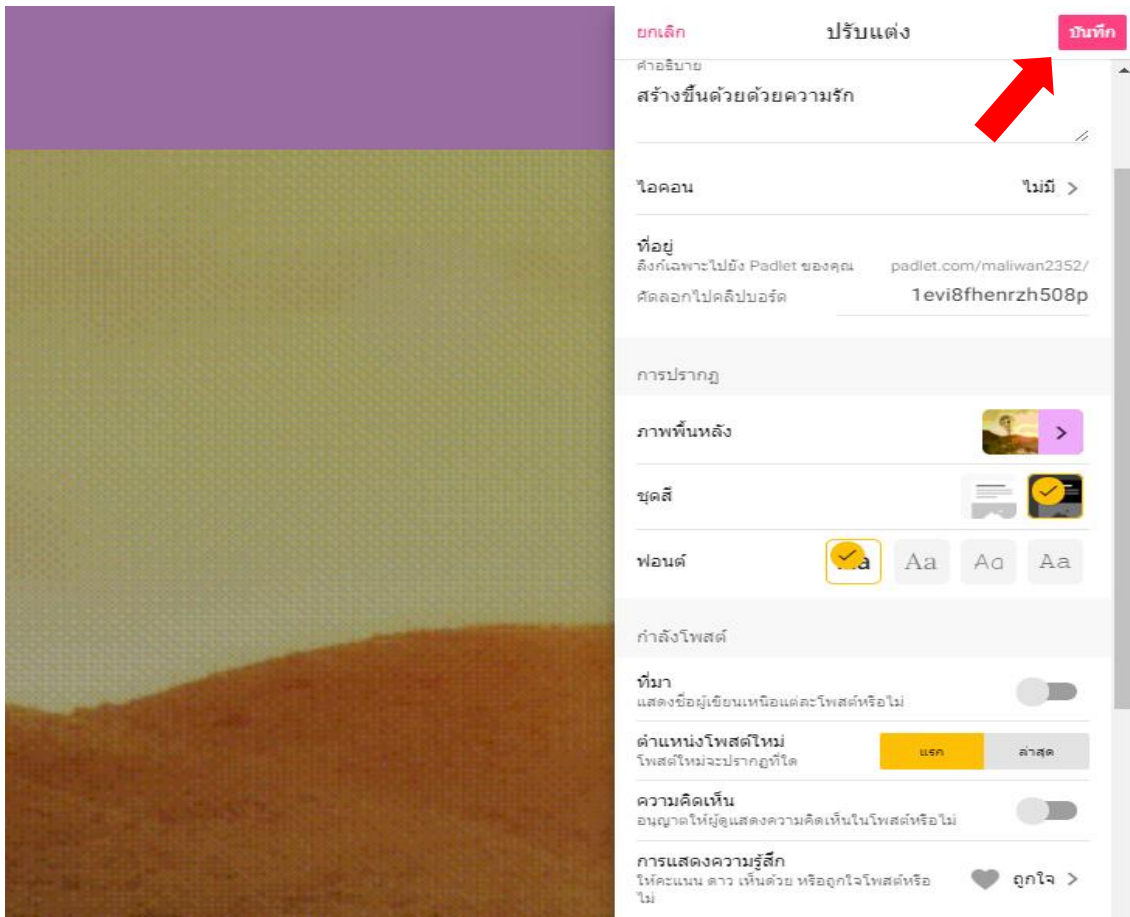 ยกเลิก ปรับแต่ง บันทึก
คำอธิบาย
สร้างขึ้นด้วยด้วยความรัก
ไอคอน ไม่มี >
ที่อยู่
ลิงก์เฉพาะไปยัง Padlet ของคุณ padlet.com/maliwan2352/
คัดลอกไปคลิปบอร์ด 1evi8fhenrzh508p
การปรากฏ
ภาพพื้นหลัง >
ชุดสี
ฟอนต์ Aa Aa Aa
กำลังโพสต์
ที่มา
แสดงชื่อผู้เขียนเหนือแต่ละโพสต์หรือไม่
ตำแหน่งโพสต์ใหม่ แรก ล่าสุด
โพสต์ใหม่จะปรากฏที่ใด
ความคิดเห็น
อนุญาตให้ผู้ดูแสดงความคิดเห็นในโพสต์หรือไม่
การแสดงความรู้สึก
ให้คะแนน ดาว เห็นด้วย หรือถูกใจโพสต์หรือ ถูกใจ >
ไม่